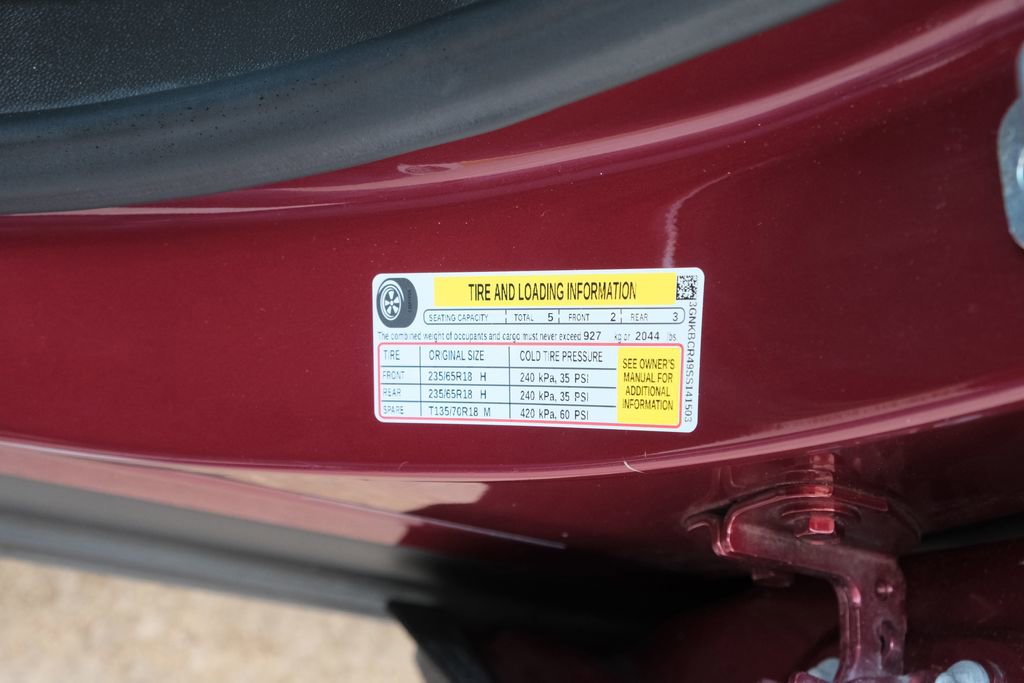 TIRE AND LOADING INFORMATION
SEATING CAPACITY TOTAL 5 FRONT 2 REAR 3
The combined weight of occupants and cargo must never exceed 927 kg or 2044 lbs
TIRE ORIGINAL SIZE COLD TIRE PRESSURE
FRONT 235/65R18 H 240 kPa, 35 PSI
REAR 235/65R18 H 240 kPa, 35 PSI
SPARE T135/70R18 M 420 kPa, 60 PSI
SEE OWNER'S
MANUAL FOR
ADDITIONAL
INFORMATION
3GNKBCR49SS141503